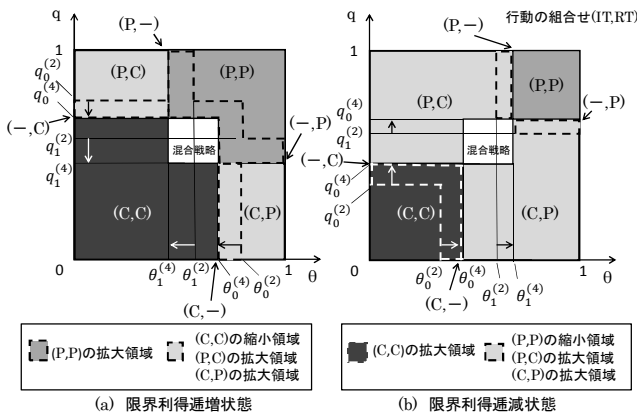 行動の組合せ(IT,RT)
q
(P,−)
1
(P,C)
(P,P)
q₀⁽²⁾
q₀⁽⁴⁾
(−,C)
q₁⁽²⁾
q₁⁽⁴⁾
混合戦略
(−,P)
(C,C)
(C,P)
0
θ₁⁽⁴⁾
θ₁⁽²⁾
θ₀⁽⁴⁾
θ₀⁽²⁾
1
θ
(C,−)
(P,P)の拡大領域
(C,C)の縮小領域
(P,C)の拡大領域
(C,P)の拡大領域
(a) 限界利得逓増状態
q
(P,−)
1
(P,C)
(P,P)
q₀⁽⁴⁾
q₁⁽²⁾
(−,C)
q₁⁽⁴⁾
q₀⁽²⁾
混合戦略
(−,P)
(C,C)
(C,P)
0
θ₀⁽²⁾
θ₀⁽⁴⁾
θ₁⁽²⁾
θ₁⁽⁴⁾
1
θ
(C,−)
(C,C)の拡大領域
(P,P)の縮小領域
(P,C)の拡大領域
(C,P)の拡大領域
(b) 限界利得逓減状態